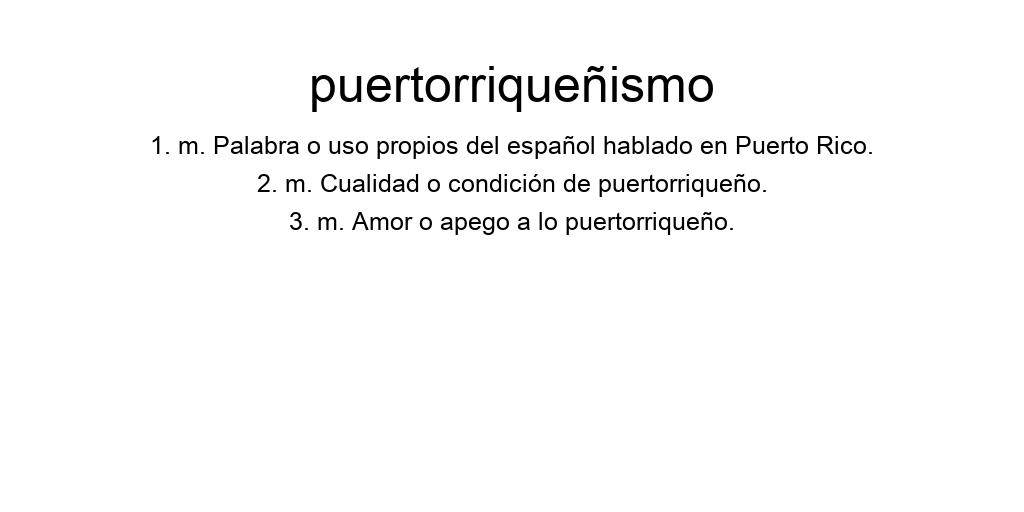 puertorriqueñismo
1. m. Palabra o uso propios del español hablado en Puerto Rico.
2. m. Cualidad o condición de puertorriqueño.
3. m. Amor o apego a lo puertorriqueño.